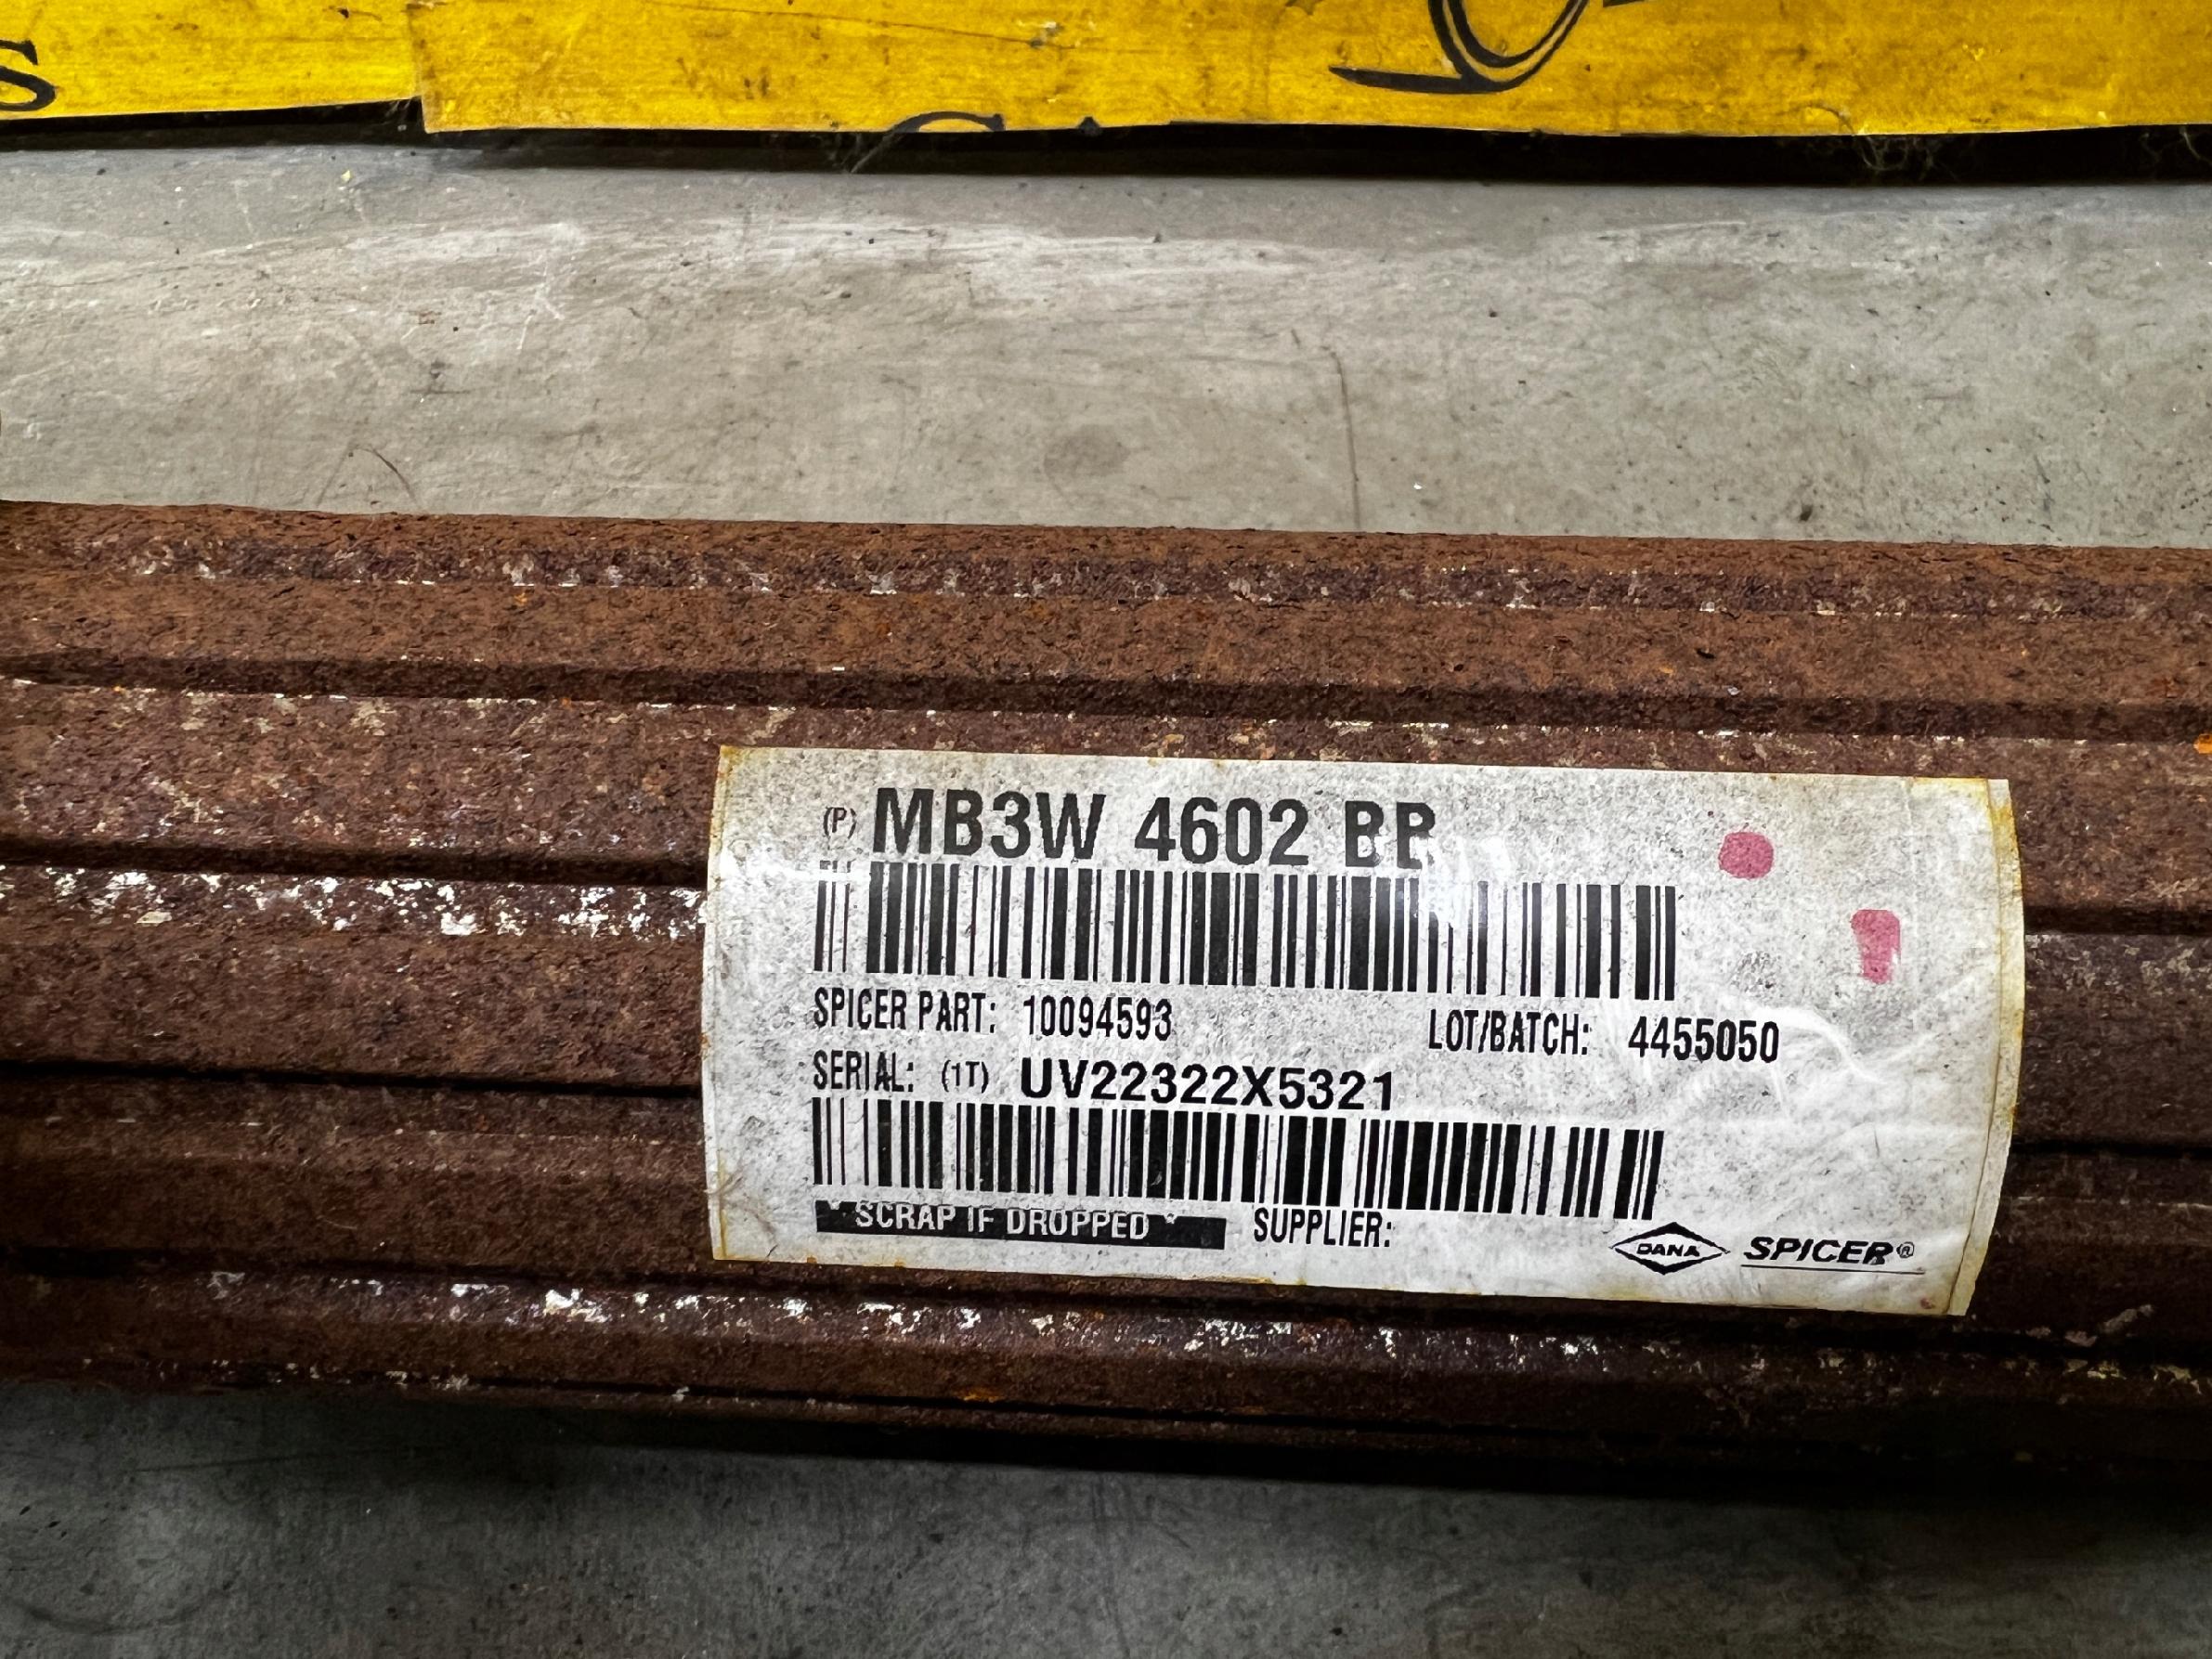 (P) MB3W 4602 BB
SPICER PART: 10094593 LOT/BATCH: 4455050
SERIAL: (1T) UV22322X5321
* SCRAP IF DROPPED * SUPPLIER:
DANA SPICER®